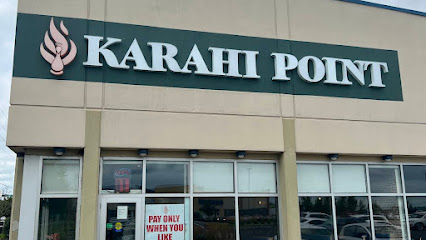 KARAHI POINT
PAY ONLY
WHEN YOU
LIKE